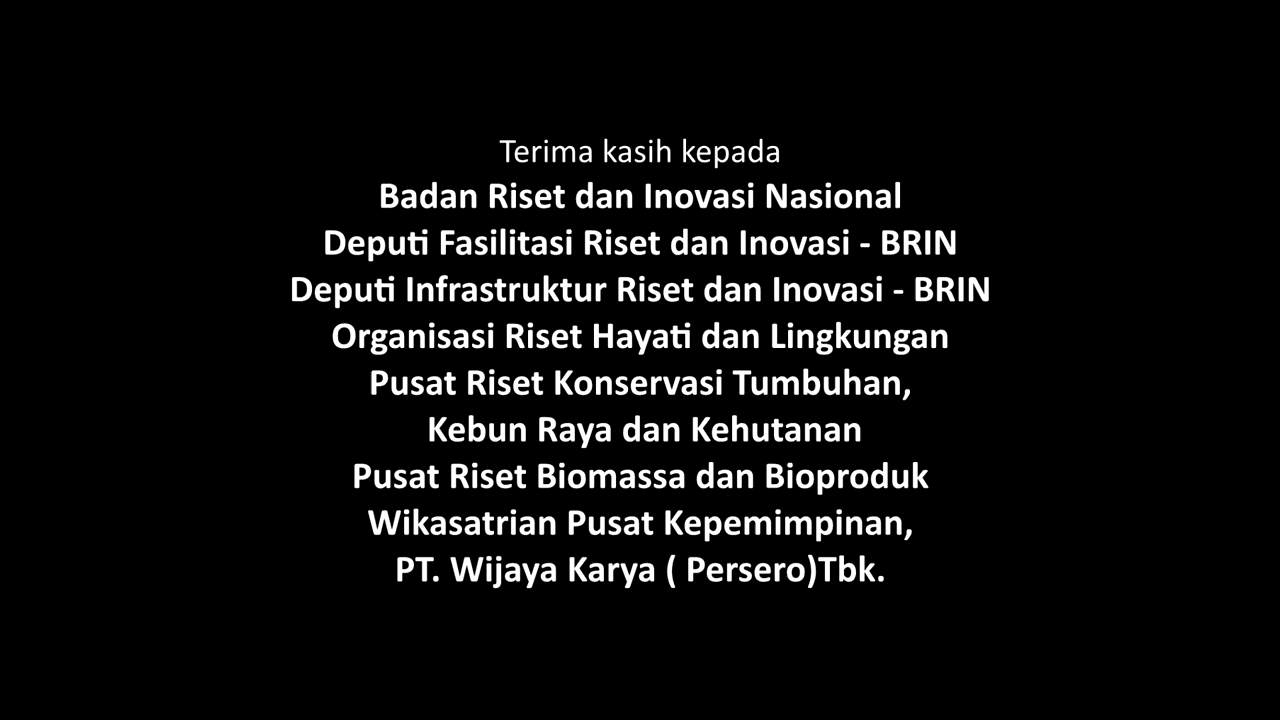 Terima kasih kepada
Badan Riset dan Inovasi Nasional
Deputi Fasilitasi Riset dan Inovasi - BRIN
Deputi Infrastruktur Riset dan Inovasi - BRIN
Organisasi Riset Hayati dan Lingkungan
Pusat Riset Konservasi Tumbuhan,
Kebun Raya dan Kehutanan
Pusat Riset Biomassa dan Bioproduk
Wikasatrian Pusat Kepemimpinan,
PT. Wijaya Karya ( Persero)Tbk.